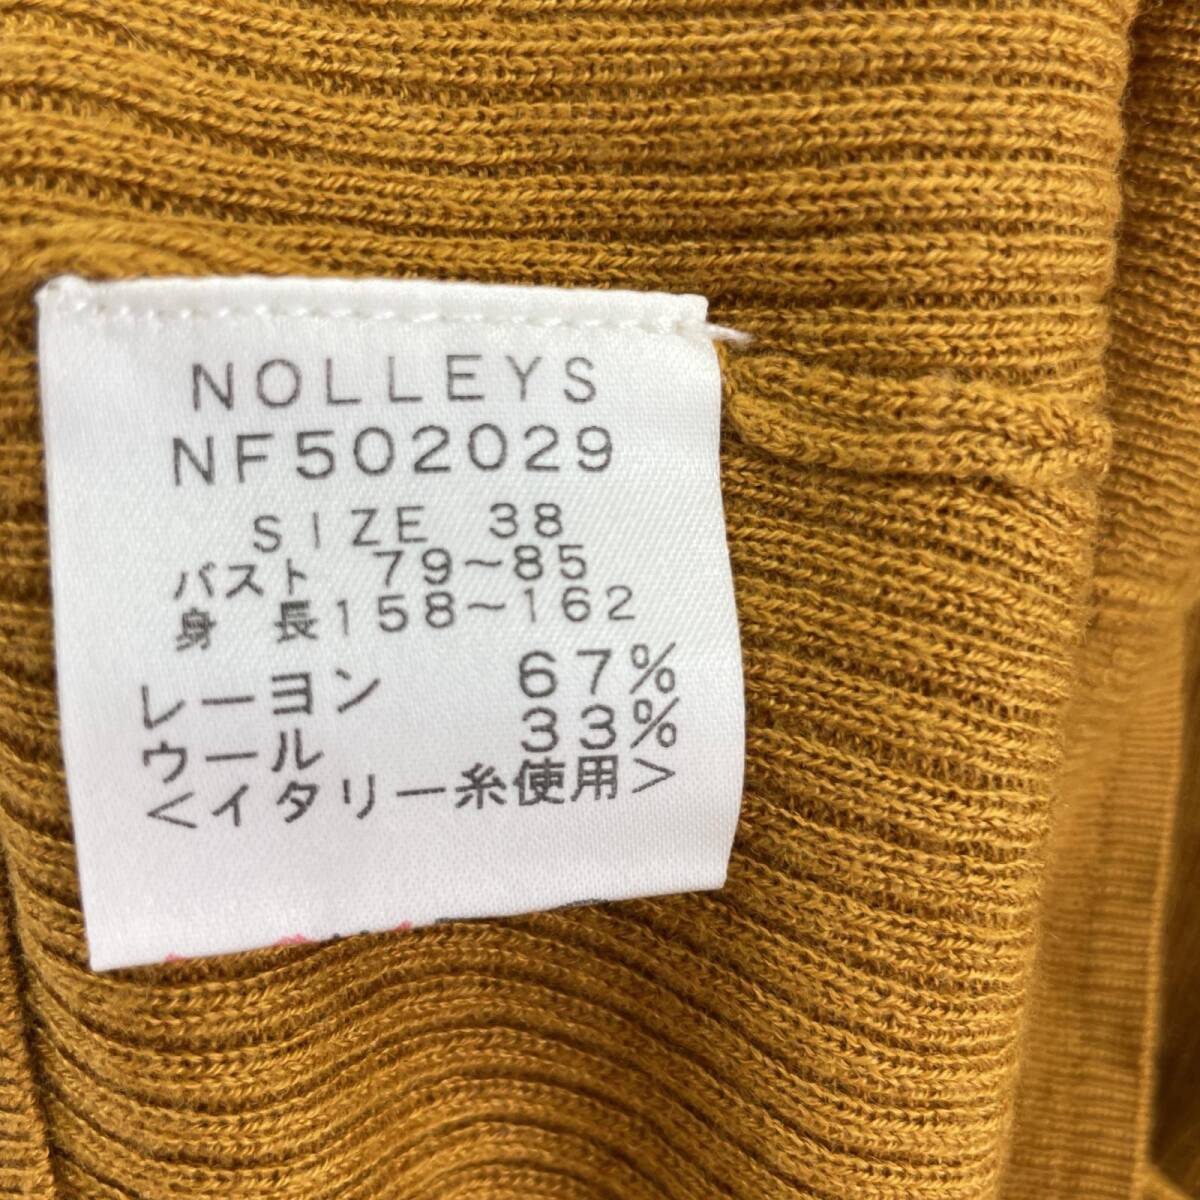 NOLLEYS
NF502029
SIZE 38
バスト 79~85
身 長158~162
レーヨン 67%
ウール 33%
<イタリー糸使用>